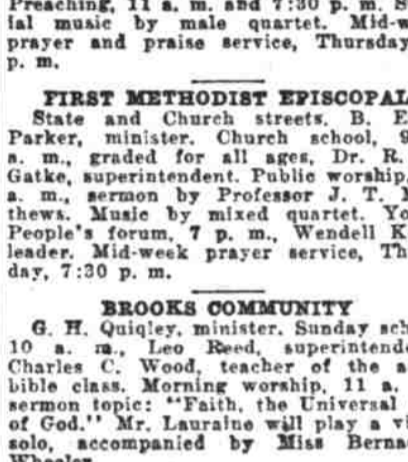 Preaching, 11 a. m. and 7:30 p. m. S
ial music by male quartet. Mid-w
prayer and praise service, Thursday
p. m.
FIRST METHODIST EPISCOPAL
State and Church streets. B. E
Parker, minister. Church school, 9
a. m., graded for all ages, Dr. R.
Gatke, superintendent. Public worship,
a. m., sermon by Professor J. T. M
thews. Music by mixed quartet. Yo
People's forum, 7 p. m., Wendell K
leader. Mid-week prayer service, Th
day, 7:30 p. m.
BROOKS COMMUNITY
G. H. Quiqley, minister. Sunday sch
10 a. m., Leo Reed, superintende
Charles C. Wood, teacher of the a
bible class. Morning worship, 11 a.
sermon topic: "Faith, the Universal
of God." Mr. Lauraine will play a vi
solo, accompanied by Miss Berna
Wheeler